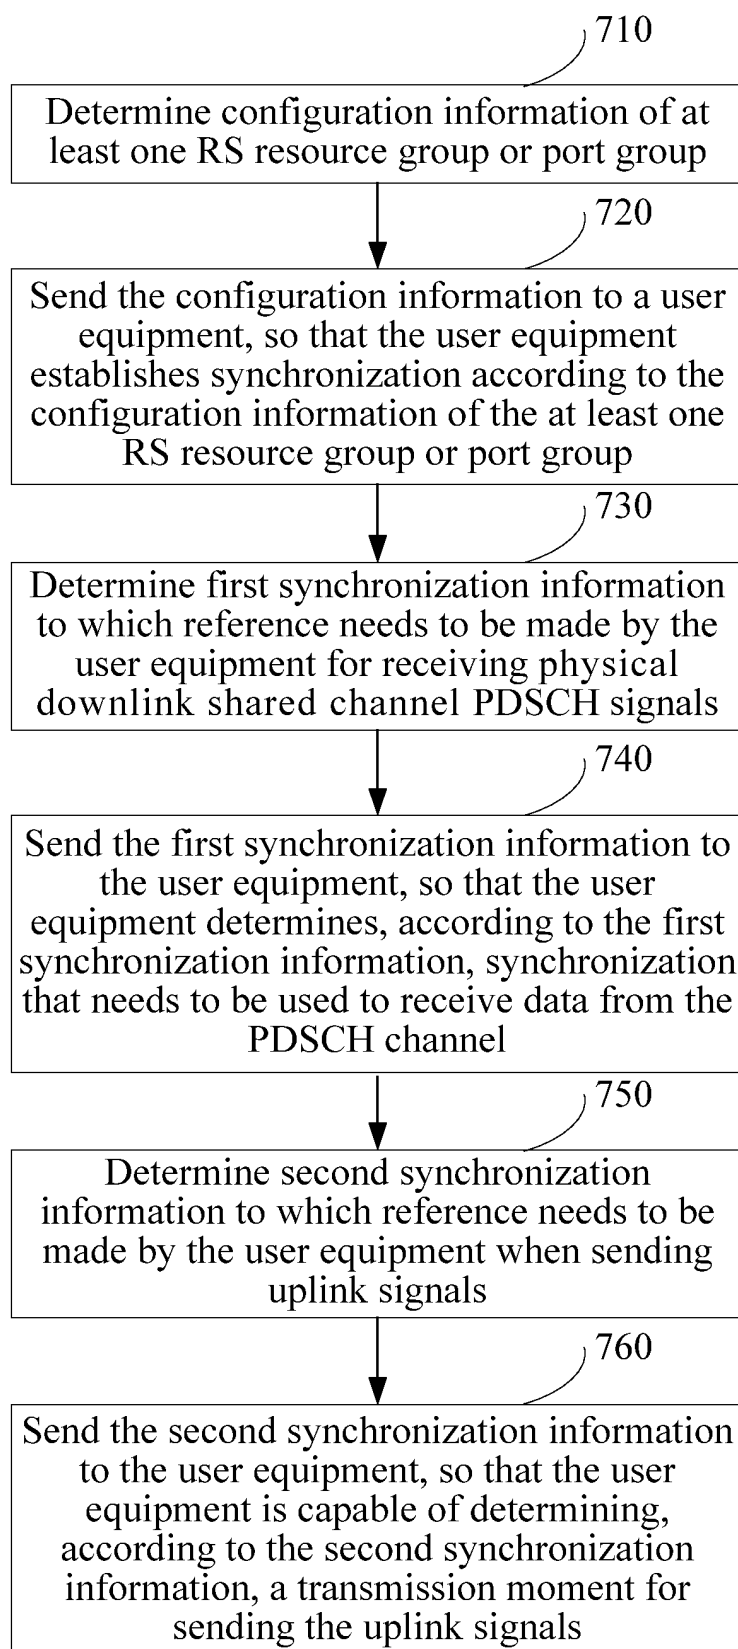 710
Determine configuration information of at
least one RS resource group or port group
720
Send the configuration information to a user
equipment, so that the user equipment
establishes synchronization according to the
configuration information of the at least one
RS resource group or port group
730
Determine first synchronization information
to which reference needs to be made by the
user equipment for receiving physical
downlink shared channel PDSCH signals
740
Send the first synchronization information to
the user equipment, so that the user
equipment determines, according to the first
synchronization information, synchronization
that needs to be used to receive data from the
PDSCH channel
750
Determine second synchronization
information to which reference needs to be
made by the user equipment when sending
uplink signals
760
Send the second synchronization information
to the user equipment, so that the user
equipment is capable of determining,
according to the second synchronization
information, a transmission moment for
sending the uplink signals